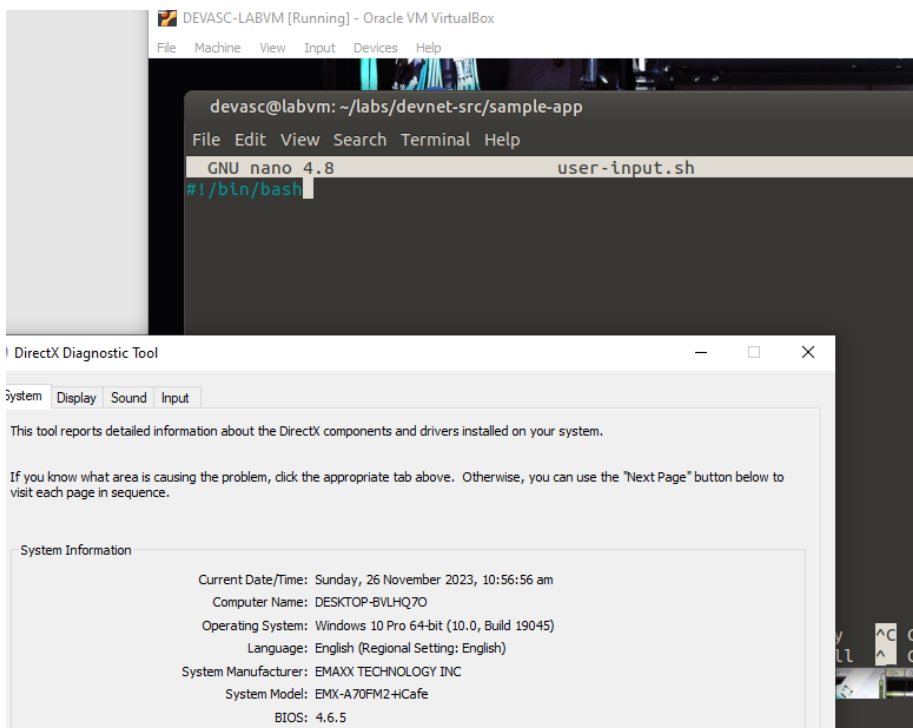 DEVASC-LABVM [Running] - Oracle VM VirtualBox
File Machine View Input Devices Help
devasc@labvm: ~/labs/devnet-src/sample-app
File Edit View Search Terminal Help
GNU nano 4.8 user-input.sh
#!/bin/bash
DirectX Diagnostic Tool
System Display Sound Input
This tool reports detailed information about the DirectX components and drivers installed on your system.
If you know what area is causing the problem, click the appropriate tab above. Otherwise, you can use the "Next Page" button below to
visit each page in sequence.
System Information
Current Date/Time: Sunday, 26 November 2023, 10:56:56 am
Computer Name: DESKTOP-BVLHQ7O
Operating System: Windows 10 Pro 64-bit (10.0, Build 19045)
Language: English (Regional Setting: English)
System Manufacturer: EMAXX TECHNOLOGY INC
System Model: EMX-A70FM2+iCafe
BIOS: 4.6.5
^C